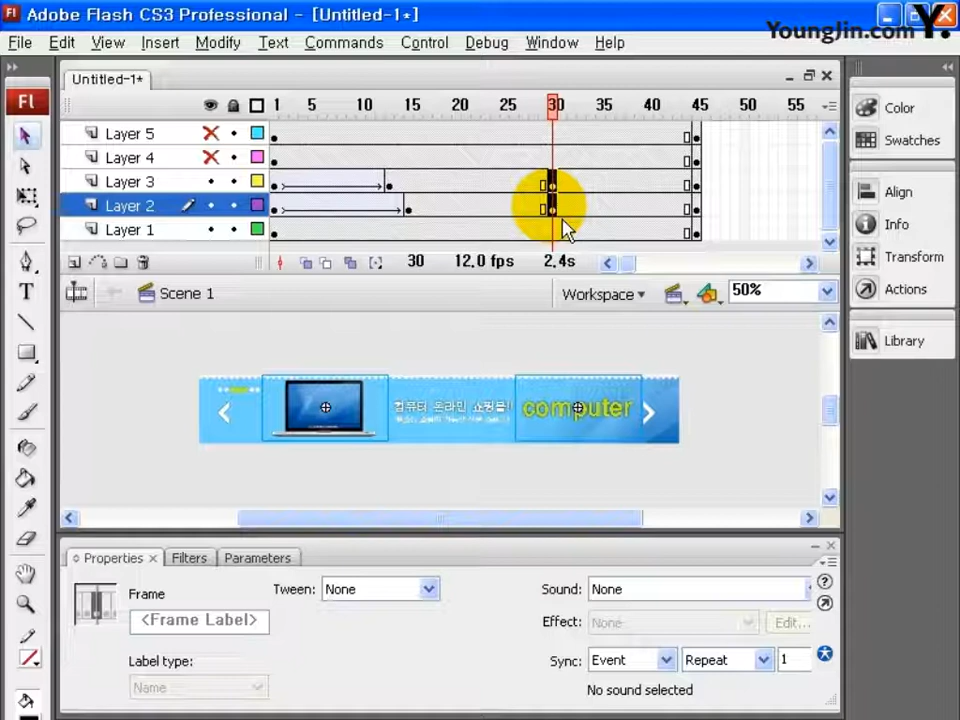 Adobe Flash CS3 Professional - [Untitled-1*]
YoungJin.com Y.
File Edit View Insert Modify Text Commands Control Debug Window Help
Untitled-1*
1 5 10 15 20 25 30 35 40 45 50 55
Layer 5
Layer 4
Layer 3
Layer 2
Layer 1
30 12.0 fps 2.4s
Scene 1
Workspace
50%
Color
Swatches
Align
Info
Transform
Actions
Library
Fl
T
컴퓨터 온라인 쇼핑몰!!
computer
Properties Filters Parameters
Frame
<Frame Label>
Label type:
Name
Tween: None
Sound: None
Effect: None Edit...
Sync: Event Repeat 1
No sound selected